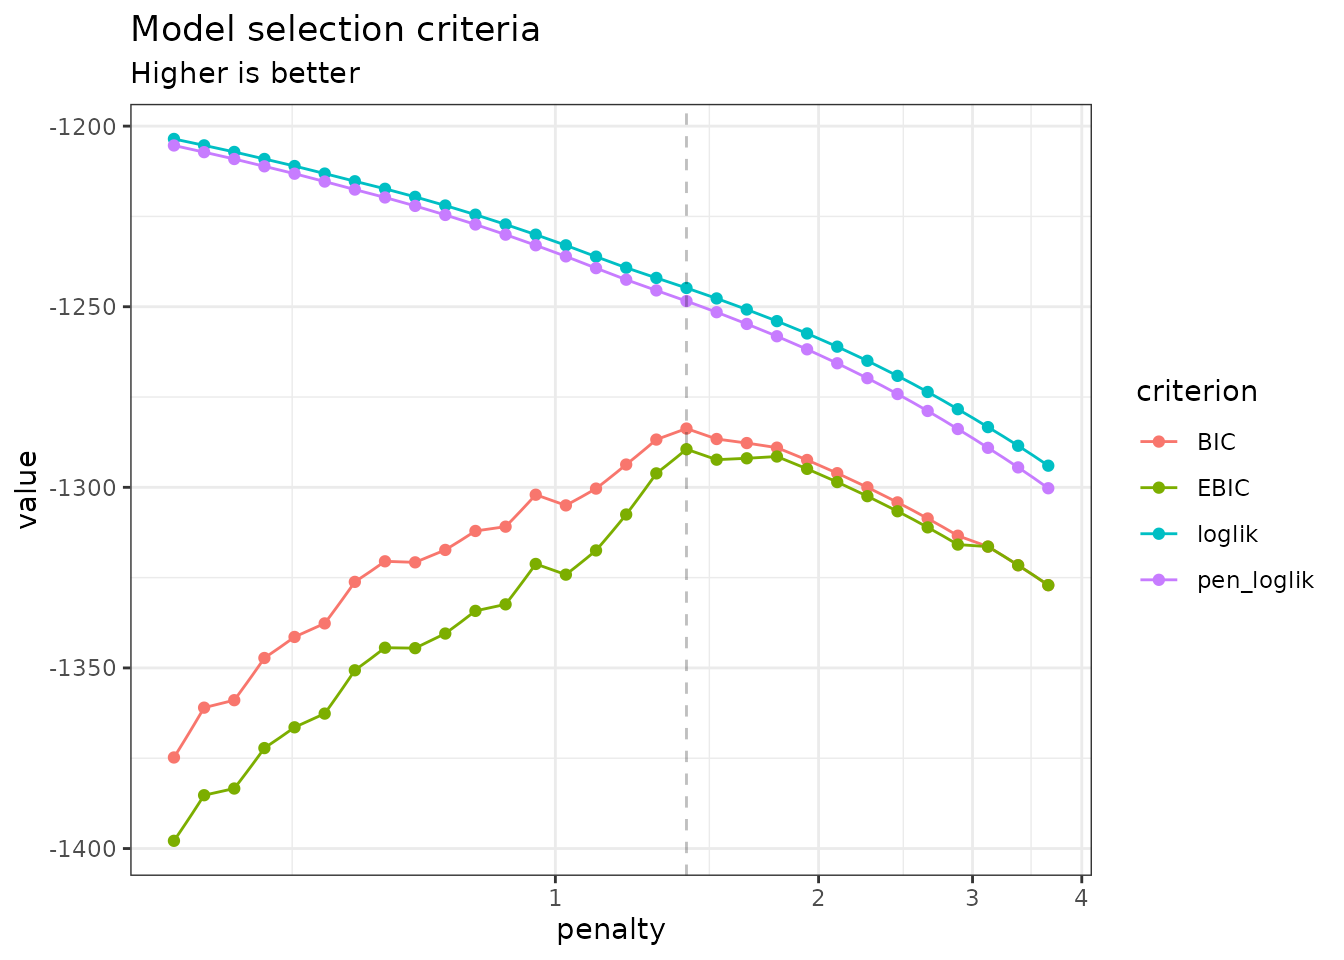 Model selection criteria
Higher is better
-1200
-1250
-1300
-1350
-1400
value
1
2
3
4
penalty
criterion
BIC
EBIC
loglik
pen_loglik